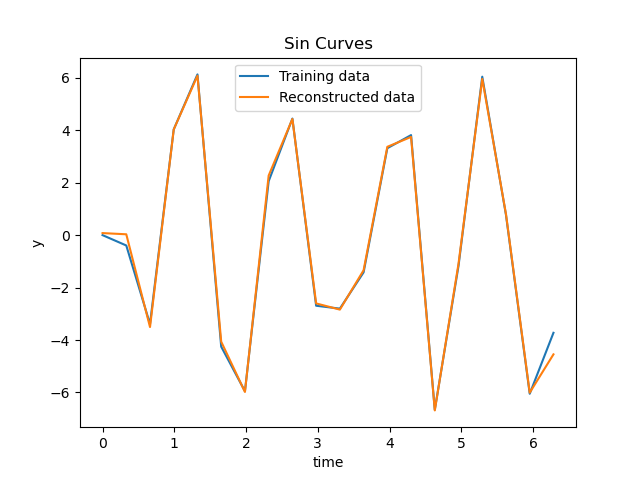 Sin Curves
Training data
Reconstructed data
6
4
2
0
−2
−4
−6
y
0 1 2 3 4 5 6
time